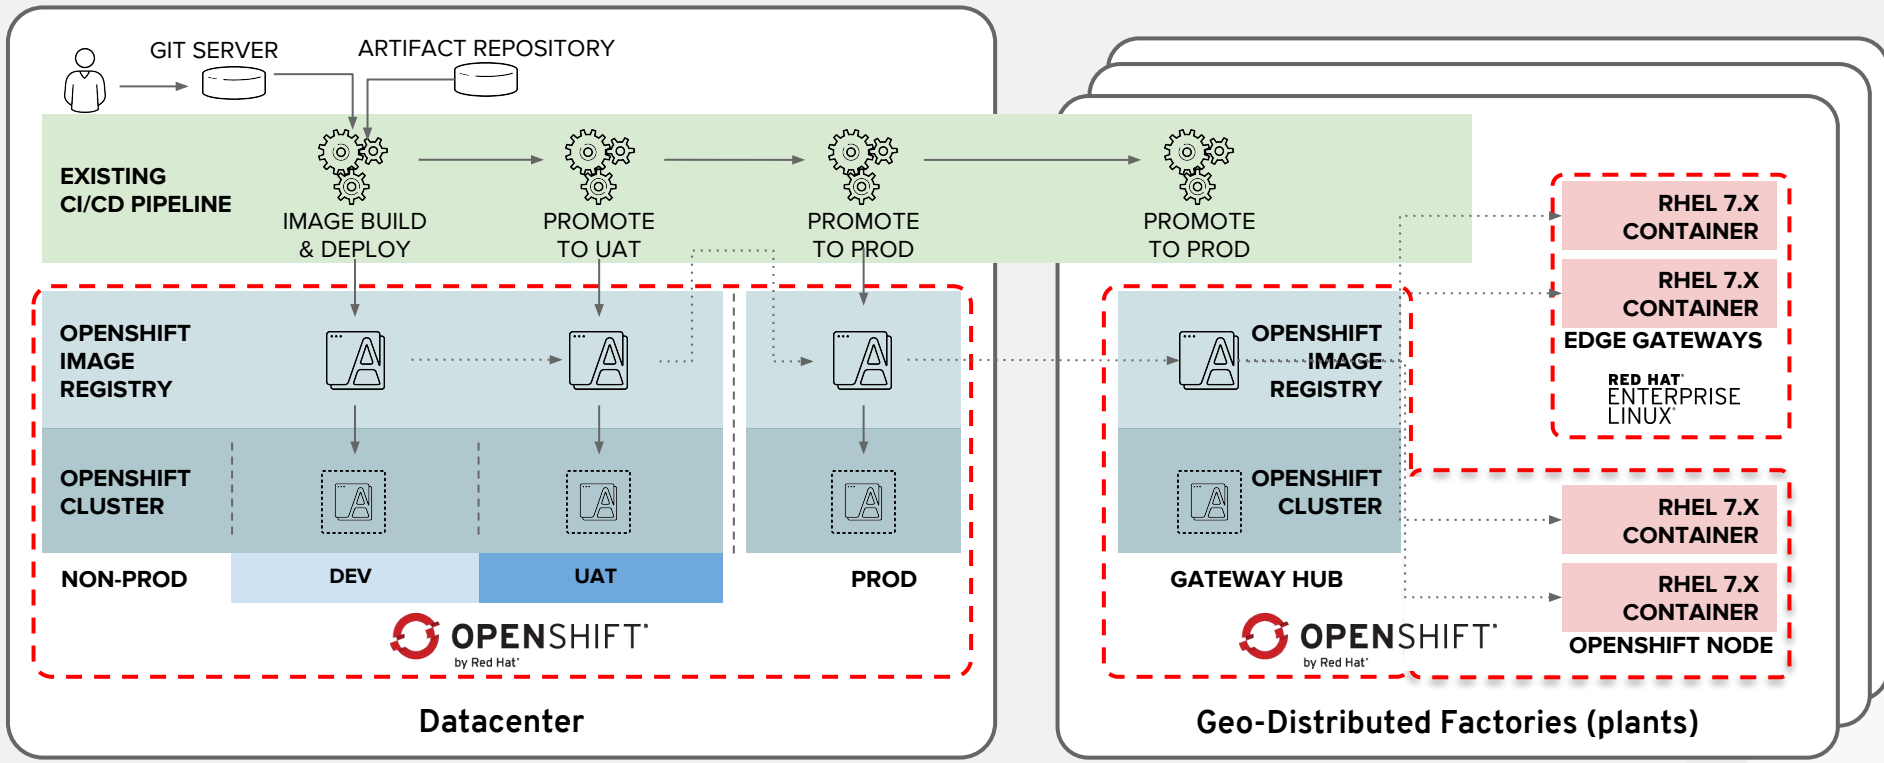 GIT SERVER
ARTIFACT REPOSITORY
EXISTING
CI/CD PIPELINE
IMAGE BUILD
& DEPLOY
PROMOTE
TO UAT
PROMOTE
TO PROD
PROMOTE
TO PROD
OPENSHIFT
IMAGE
REGISTRY
OPENSHIFT
CLUSTER
NON-PROD
DEV
UAT
PROD
OPENSHIFT
by Red Hat
Datacenter
OPENSHIFT
IMAGE
REGISTRY
OPENSHIFT
CLUSTER
GATEWAY HUB
OPENSHIFT
by Red Hat
RHEL 7.X
CONTAINER
RHEL 7.X
CONTAINER
EDGE GATEWAYS
RED HAT
ENTERPRISE
LINUX
RHEL 7.X
CONTAINER
RHEL 7.X
CONTAINER
OPENSHIFT NODE
Geo-Distributed Factories (plants)